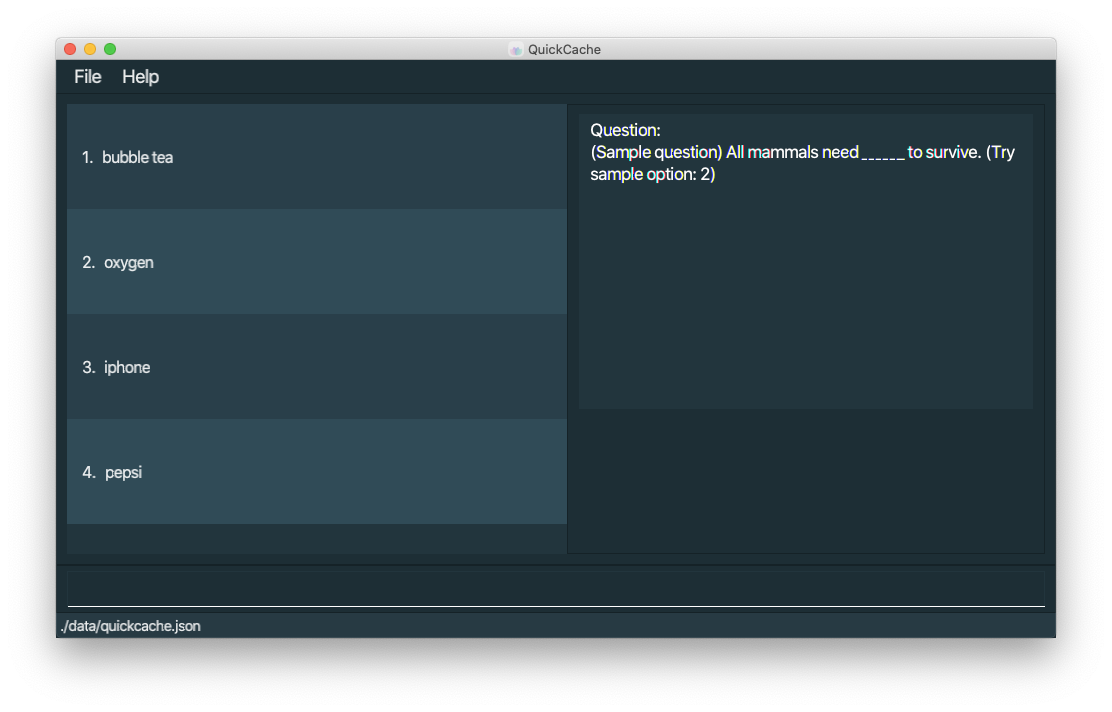 QuickCache
File Help
1. bubble tea
2. oxygen
3. iphone
4. pepsi
Question:
(Sample question) All mammals need ______ to survive. (Try
sample option: 2)
./data/quickcache.json